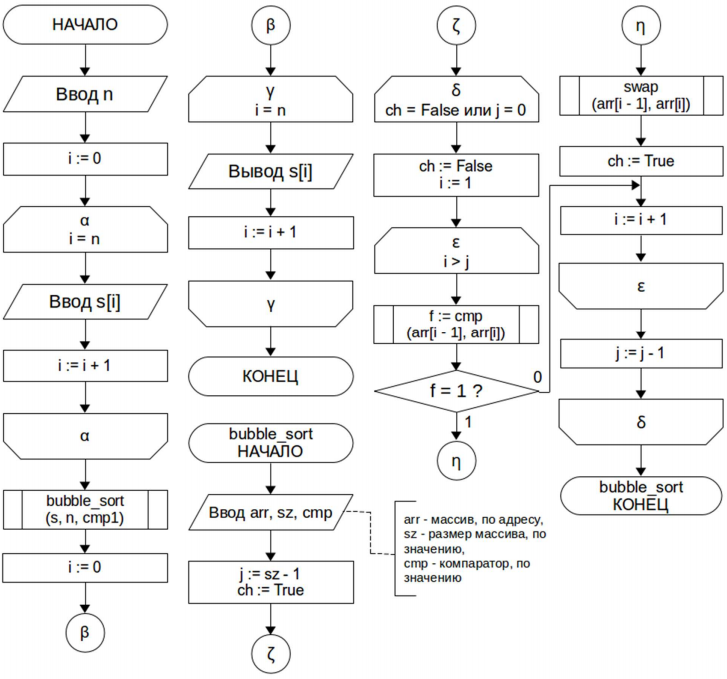 НАЧАЛО
Ввод n
i := 0
α
i = n
Ввод s[i]
i := i + 1
α
bubble_sort
(s, n, cmp1)
i := 0
β
β
γ
i = n
Вывод s[i]
i := i + 1
γ
КОНЕЦ
bubble_sort
НАЧАЛО
Ввод arr, sz, cmp
arr - массив, по адресу,
sz - размер массива, по
значению,
cmp - компаратор, по
значению
j := sz - 1
ch := True
ζ
ζ
δ
ch = False или j = 0
ch := False
i := 1
ε
i > j
f := cmp
(arr[i - 1], arr[i])
f = 1 ?
0
1
η
η
swap
(arr[i - 1], arr[i])
ch := True
i := i + 1
ε
j := j - 1
δ
bubble_sort
КОНЕЦ